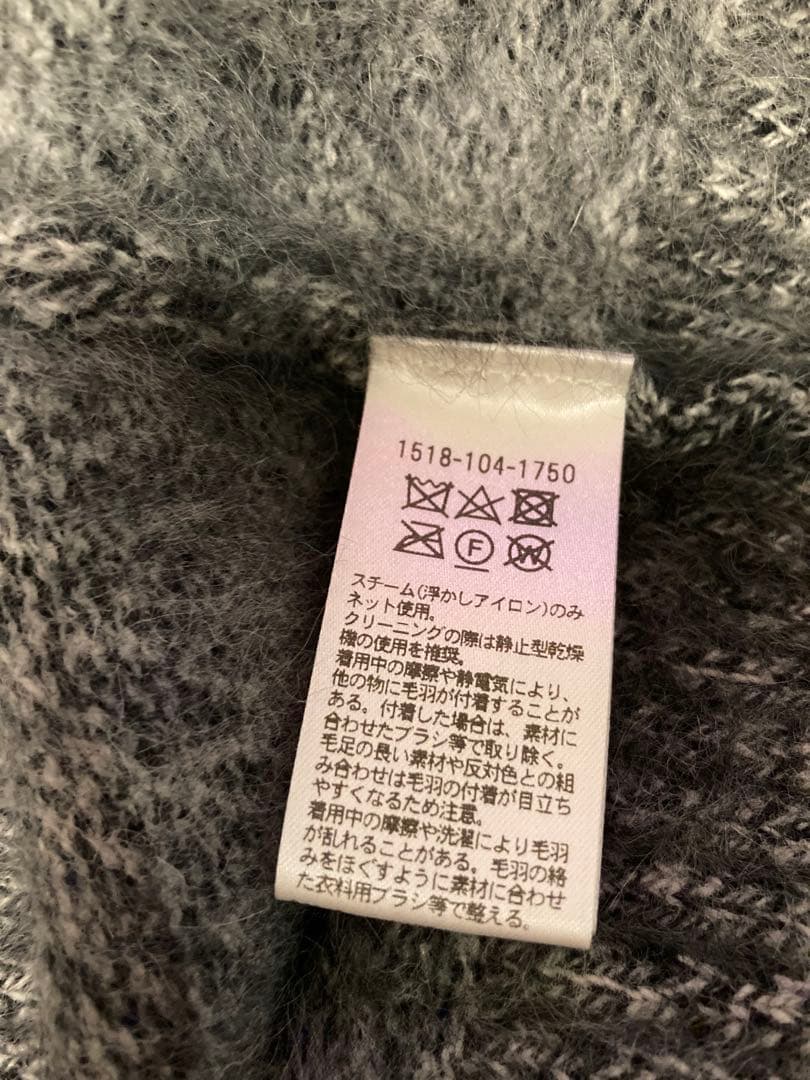 1518-104-1750
F W
スチーム(浮かしアイロン)のみ
ネット使用。
クリーニングの際は静止型乾燥
機の使用を推奨。
着用中の摩擦や静電気により、
他の物に毛羽が付着することが
ある。付着した場合は、素材に
合わせたブラシ等で取り除く。
毛足の長い素材や反対色との組
み合わせは毛羽の付着が目立ち
やすくなるため注意。
着用中の摩擦や洗濯により毛羽
が乱れることがある。毛羽の絡
みをほぐすように素材に合わせ
た衣料用ブラシ等で整える。